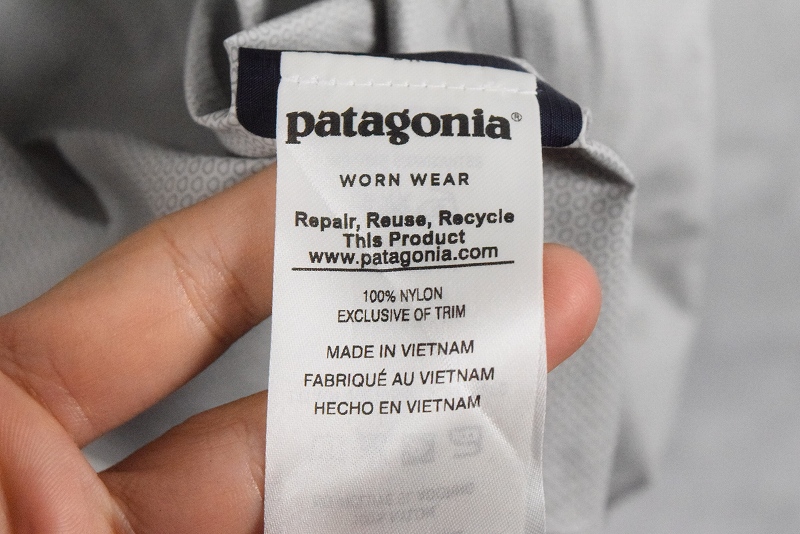 patagonia®
WORN WEAR
Repair, Reuse, Recycle
This Product
www.patagonia.com
100% NYLON
EXCLUSIVE OF TRIM
MADE IN VIETNAM
FABRIQUÉ AU VIETNAM
HECHO EN VIETNAM